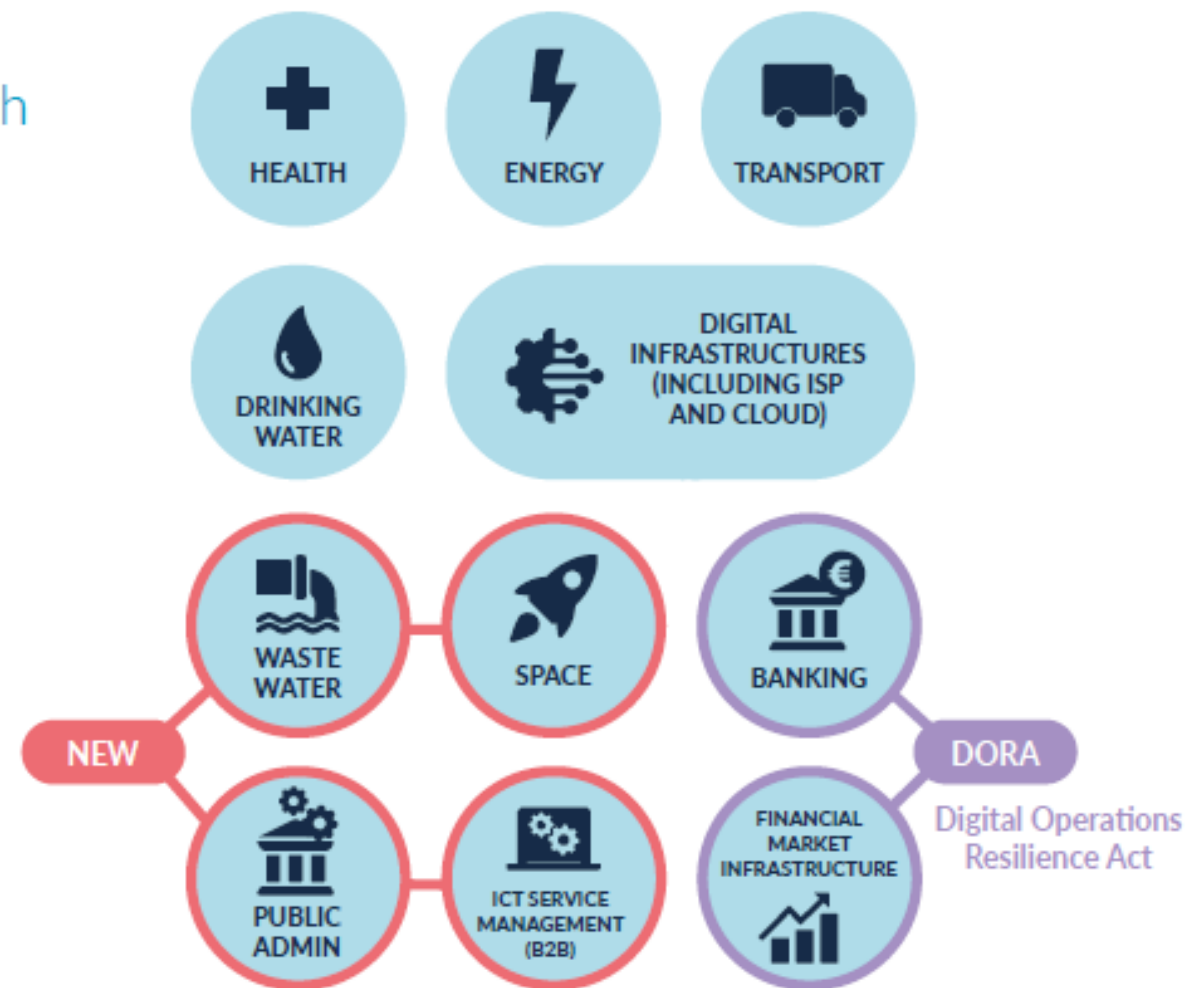 h
HEALTH
ENERGY
TRANSPORT
DRINKING
WATER
DIGITAL
INFRASTRUCTURES
(INCLUDING ISP
AND CLOUD)
WASTE
WATER
SPACE
€
BANKING
NEW
DORA
Digital Operations
Resilience Act
PUBLIC
ADMIN
ICT SERVICE
MANAGEMENT
(B2B)
FINANCIAL
MARKET
INFRASTRUCTURE